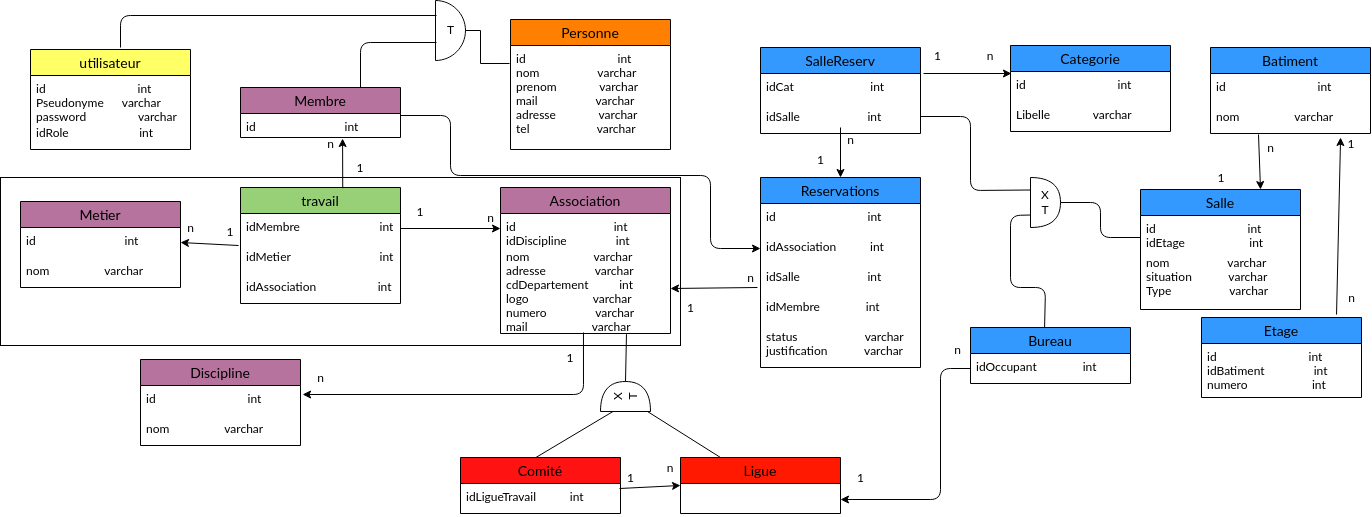 T
Personne
id int
nom varchar
prenom varchar
mail varchar
adresse varchar
tel varchar
utilisateur
id int
Pseudonyme varchar
password varchar
idRole int
Membre
id int
n
1
SalleReserv
idCat int
idSalle int
1 n
Categorie
id int
Libelle varchar
Batiment
id int
nom varchar
n
1
1
n
n
1
Metier
id int
nom varchar
n 1
travail
idMembre int
idMetier int
idAssociation int
1 n
Association
id int
idDiscipline int
nom varchar
adresse varchar
cdDepartement int
logo varchar
numero varchar
mail varchar
n
1
Reservations
id int
idAssociation int
idSalle int
idMembre int
status varchar
justification varchar
X
T
Salle
id int
idEtage int
nom varchar
situation varchar
Type varchar
Etage
id int
idBatiment int
numero int
Bureau
idOccupant int
n
1
Discipline
id int
nom varchar
n
1
X T
Comité
idLigueTravail int
1 n
Ligue